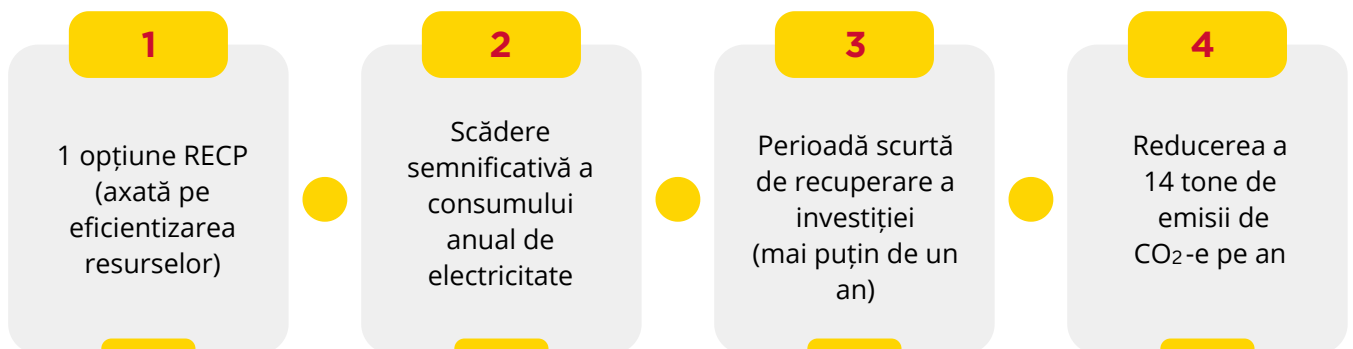 1
1 opțiune RECP
(axată pe
eficientizarea
resurselor)
2
Scădere
semnificativă a
consumului
anual de
electricitate
3
Perioadă scurtă
de recuperare a
investiției
(mai puțin de un
an)
4
Reducerea a
14 tone de
emisii de
CO₂-e pe an